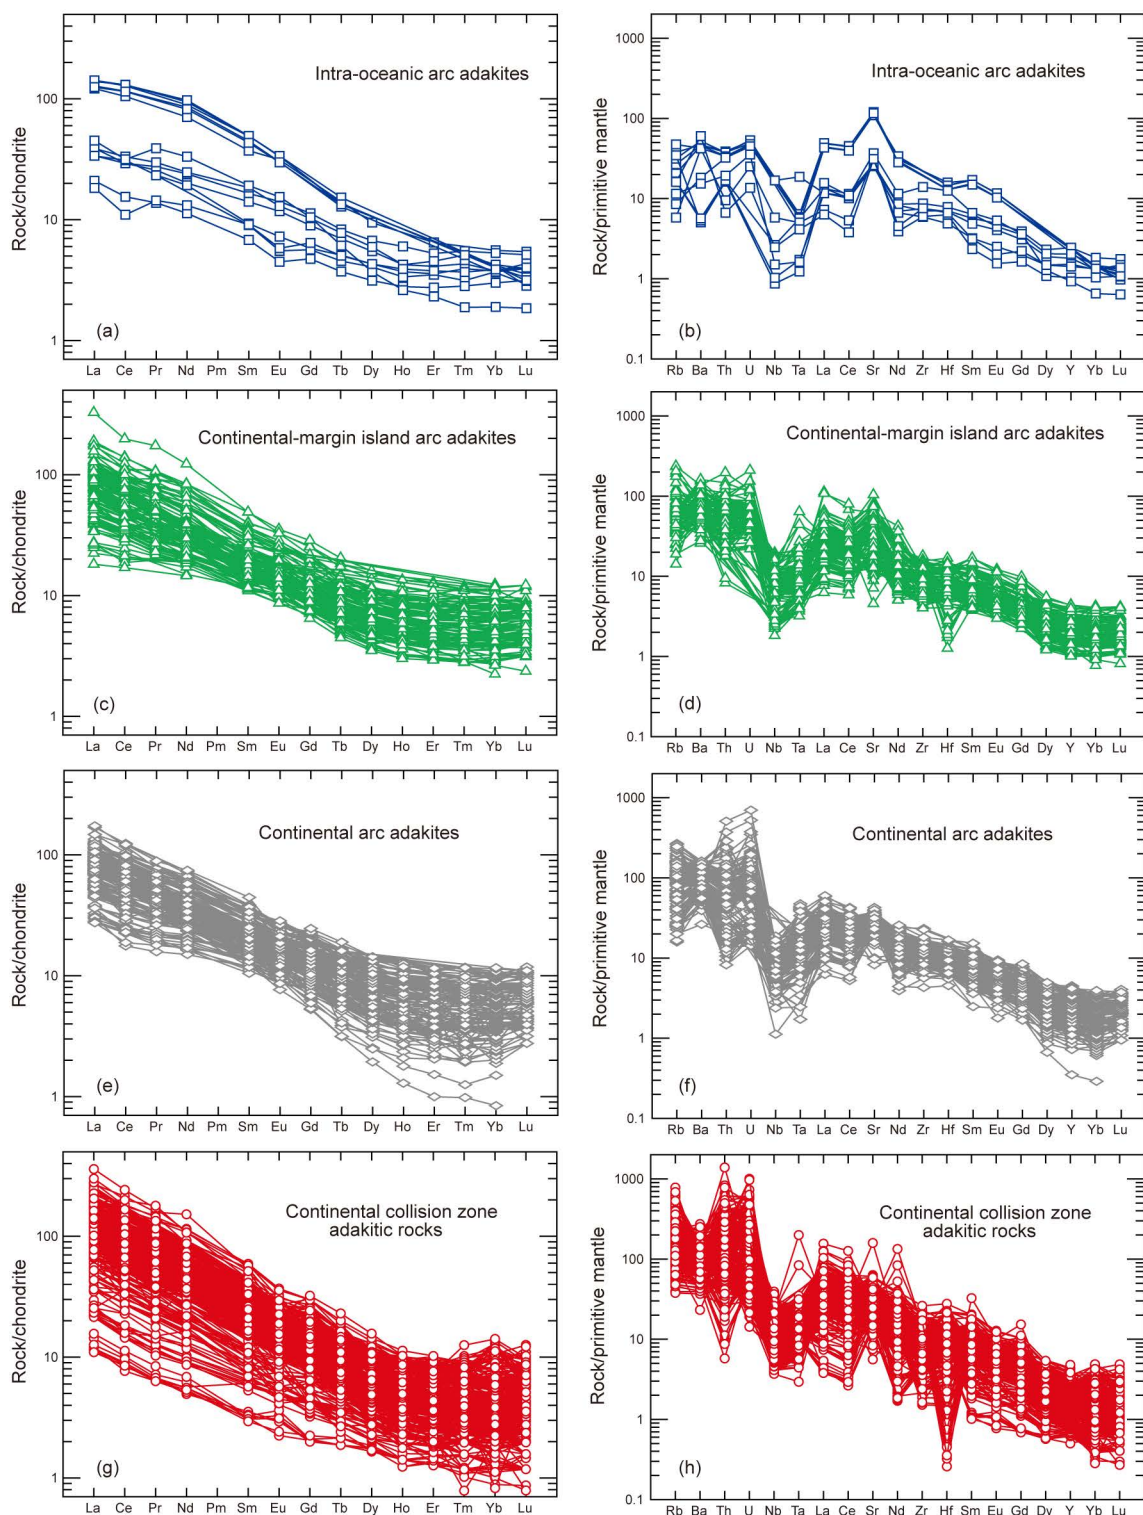 Rock/chondrite
100
10
1
Intra-oceanic arc adakites
(a)
La Ce Pr Nd Pm Sm Eu Gd Tb Dy Ho Er Tm Yb Lu
Rock/primitive mantle
1000
100
10
1
0.1
Intra-oceanic arc adakites
(b)
Rb Ba Th U Nb Ta La Ce Sr Nd Zr Hf Sm Eu Gd Dy Y Yb Lu
Rock/chondrite
100
10
1
Continental-margin island arc adakites
(c)
La Ce Pr Nd Pm Sm Eu Gd Tb Dy Ho Er Tm Yb Lu
Rock/primitive mantle
1000
100
10
1
0.1
Continental-margin island arc adakites
(d)
Rb Ba Th U Nb Ta La Ce Sr Nd Zr Hf Sm Eu Gd Dy Y Yb Lu
Rock/chondrite
100
10
1
Continental arc adakites
(e)
La Ce Pr Nd Pm Sm Eu Gd Tb Dy Ho Er Tm Yb Lu
Rock/primitive mantle
1000
100
10
1
0.1
Continental arc adakites
(f)
Rb Ba Th U Nb Ta La Ce Sr Nd Zr Hf Sm Eu Gd Dy Y Yb Lu
Rock/chondrite
100
10
1
Continental collision zone
adakitic rocks
(g)
La Ce Pr Nd Pm Sm Eu Gd Tb Dy Ho Er Tm Yb Lu
Rock/primitive mantle
1000
100
10
1
0.1
Continental collision zone
adakitic rocks
(h)
Rb Ba Th U Nb Ta La Ce Sr Nd Zr Hf Sm Eu Gd Dy Y Yb Lu